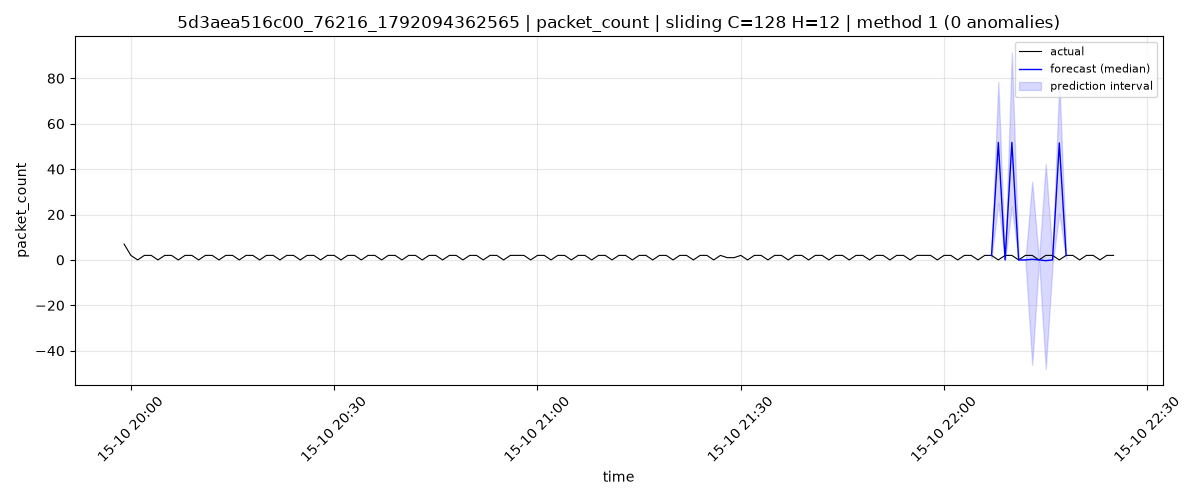 5d3aea516c00_76216_1792094362565 | packet_count | sliding C=128 H=12 | method 1 (0 anomalies)
actual
forecast (median)
prediction interval
packet_count
80
60
40
20
0
−20
−40
15-10 20:00
15-10 20:30
15-10 21:00
15-10 21:30
15-10 22:00
15-10 22:30
time